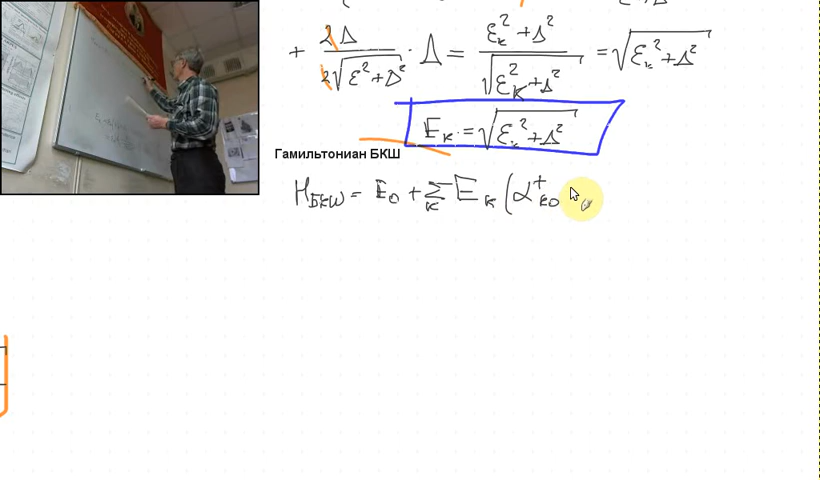 + 2Δ / 2√(ε² + Δ²) · Δ = (ε_k² + Δ²) / √(ε_k² + Δ²) = √(ε_k² + Δ²)
E_k = √(ε_k² + Δ²)
Гамильтониан БКШ
H_БКШ = E_0 + Σ_k E_k (α⁺_k0